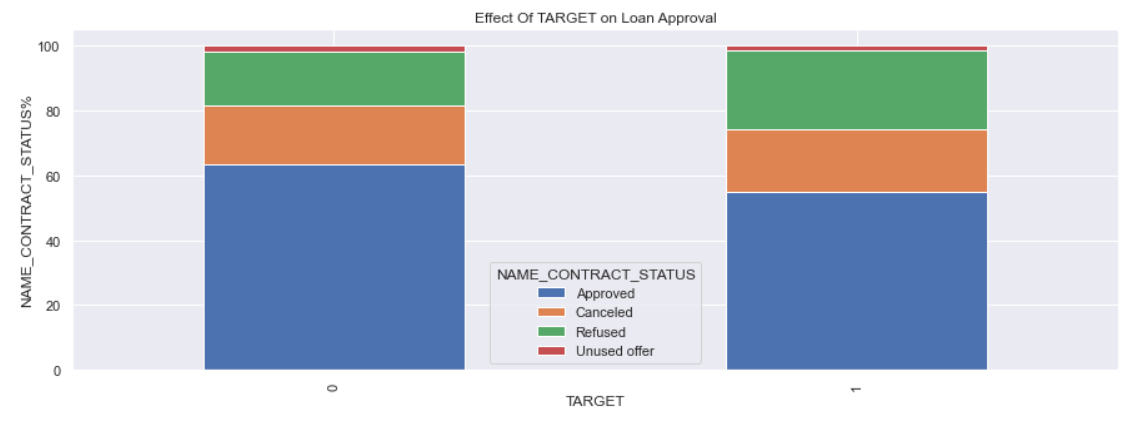 Effect Of TARGET on Loan Approval
NAME_CONTRACT_STATUS%
100
80
60
40
20
0
NAME_CONTRACT_STATUS
Approved
Canceled
Refused
Unused offer
0
1
TARGET